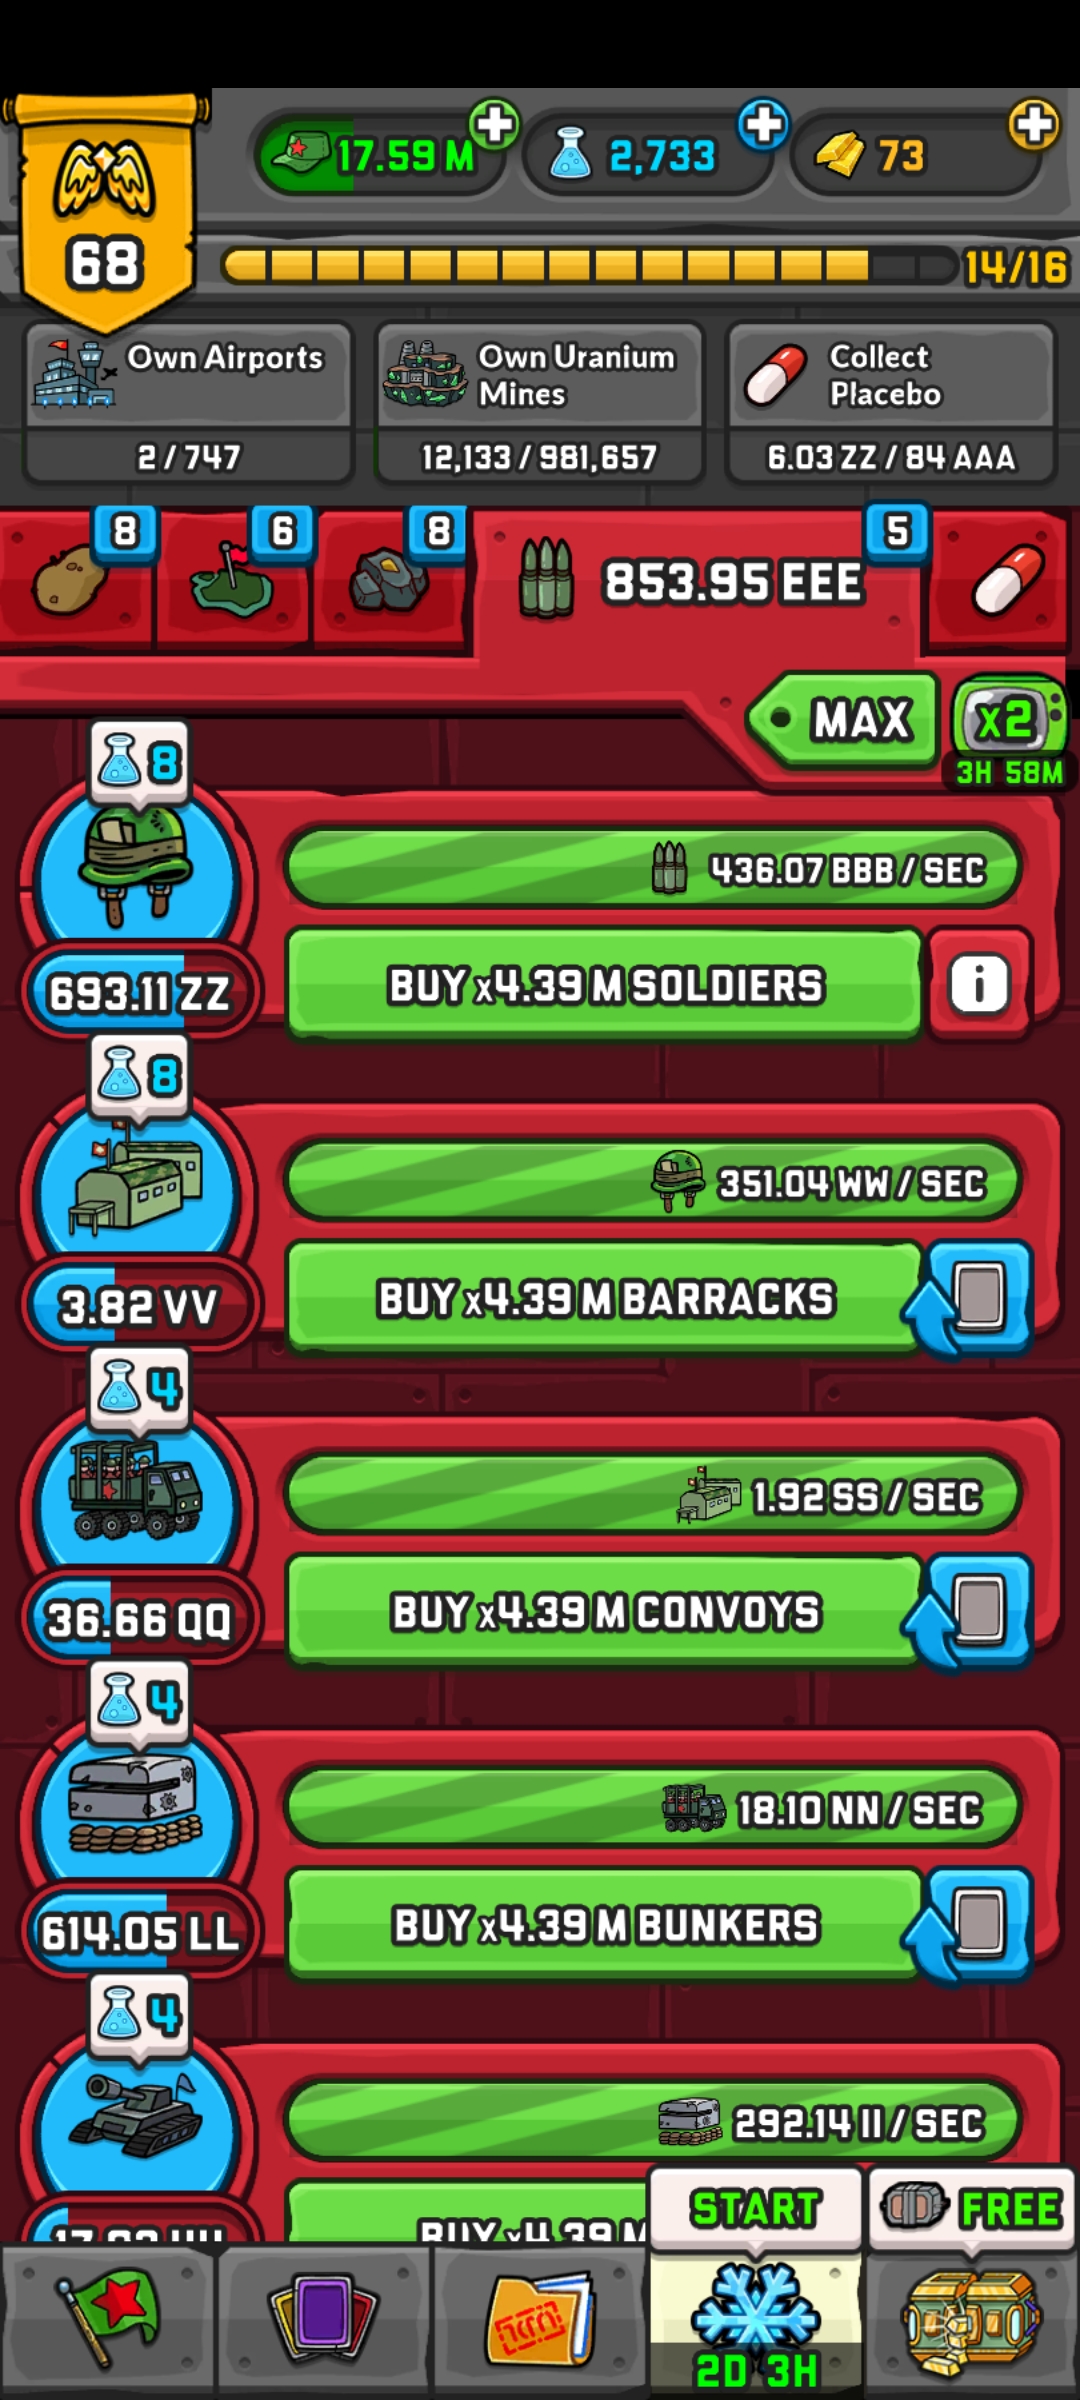 17.59 M
2,733
73
68
14/16
Own Airports
2 / 747
Own Uranium
Mines
12,133 / 981,657
Collect
Placebo
6.03 ZZ / 84 AAA
8
6
8
853.95 EEE
5
MAX
x2
3H 58M
8
436.07 BBB / SEC
693.11 ZZ
BUY x4.39 M SOLDIERS
i
8
351.04 WW / SEC
3.82 VV
BUY x4.39 M BARRACKS
4
1.92 SS / SEC
36.66 QQ
BUY x4.39 M CONVOYS
4
18.10 NN / SEC
614.05 LL
BUY x4.39 M BUNKERS
4
292.14 II / SEC
BUY x4.39 M
START
FREE
2D 3H